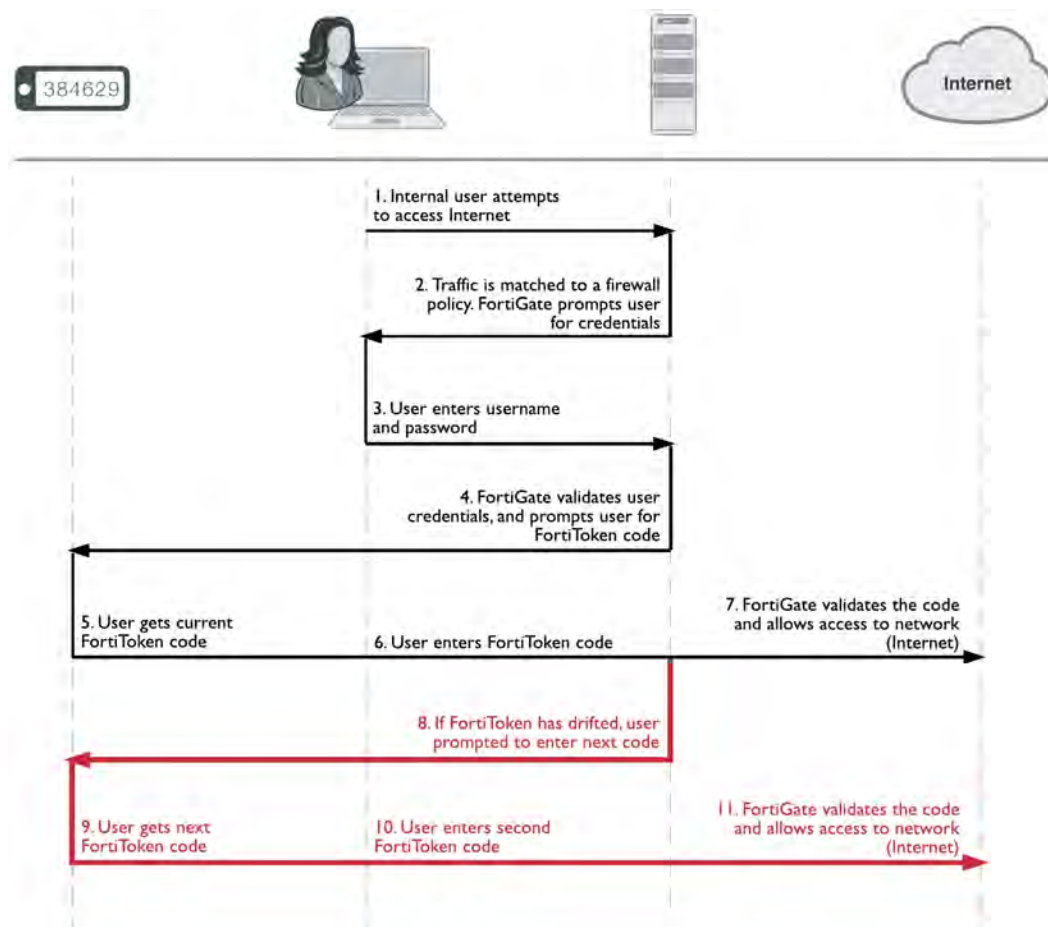 384629
Internet
1. Internal user attempts
to access Internet
2. Traffic is matched to a firewall
policy. FortiGate prompts user
for credentials
3. User enters username
and password
4. FortiGate validates user
credentials, and prompts user for
FortiToken code
5. User gets current
FortiToken code
6. User enters FortiToken code
7. FortiGate validates the code
and allows access to network
(Internet)
8. If FortiToken has drifted, user
prompted to enter next code
9. User gets next
FortiToken code
10. User enters second
FortiToken code
11. FortiGate validates the code
and allows access to network
(Internet)